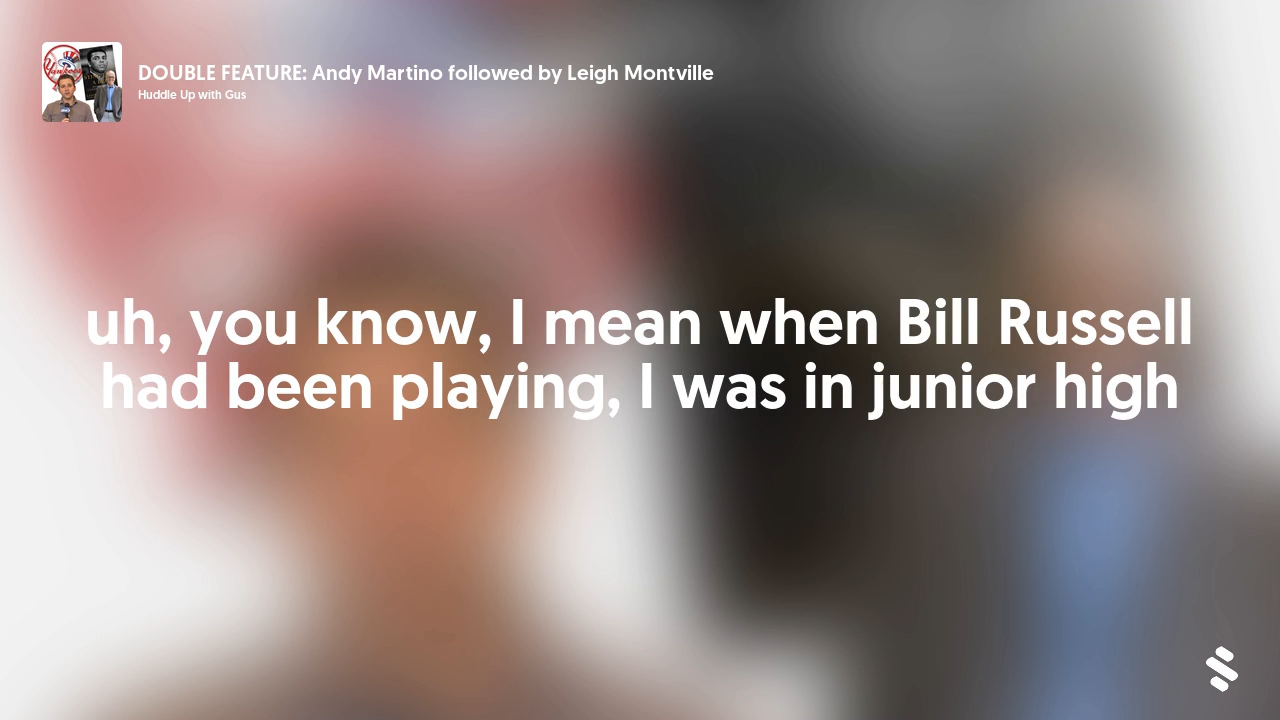 DOUBLE FEATURE: Andy Martino followed by Leigh Montville
Huddle Up with Gus
uh, you know, I mean when Bill Russell
had been playing, I was in junior high